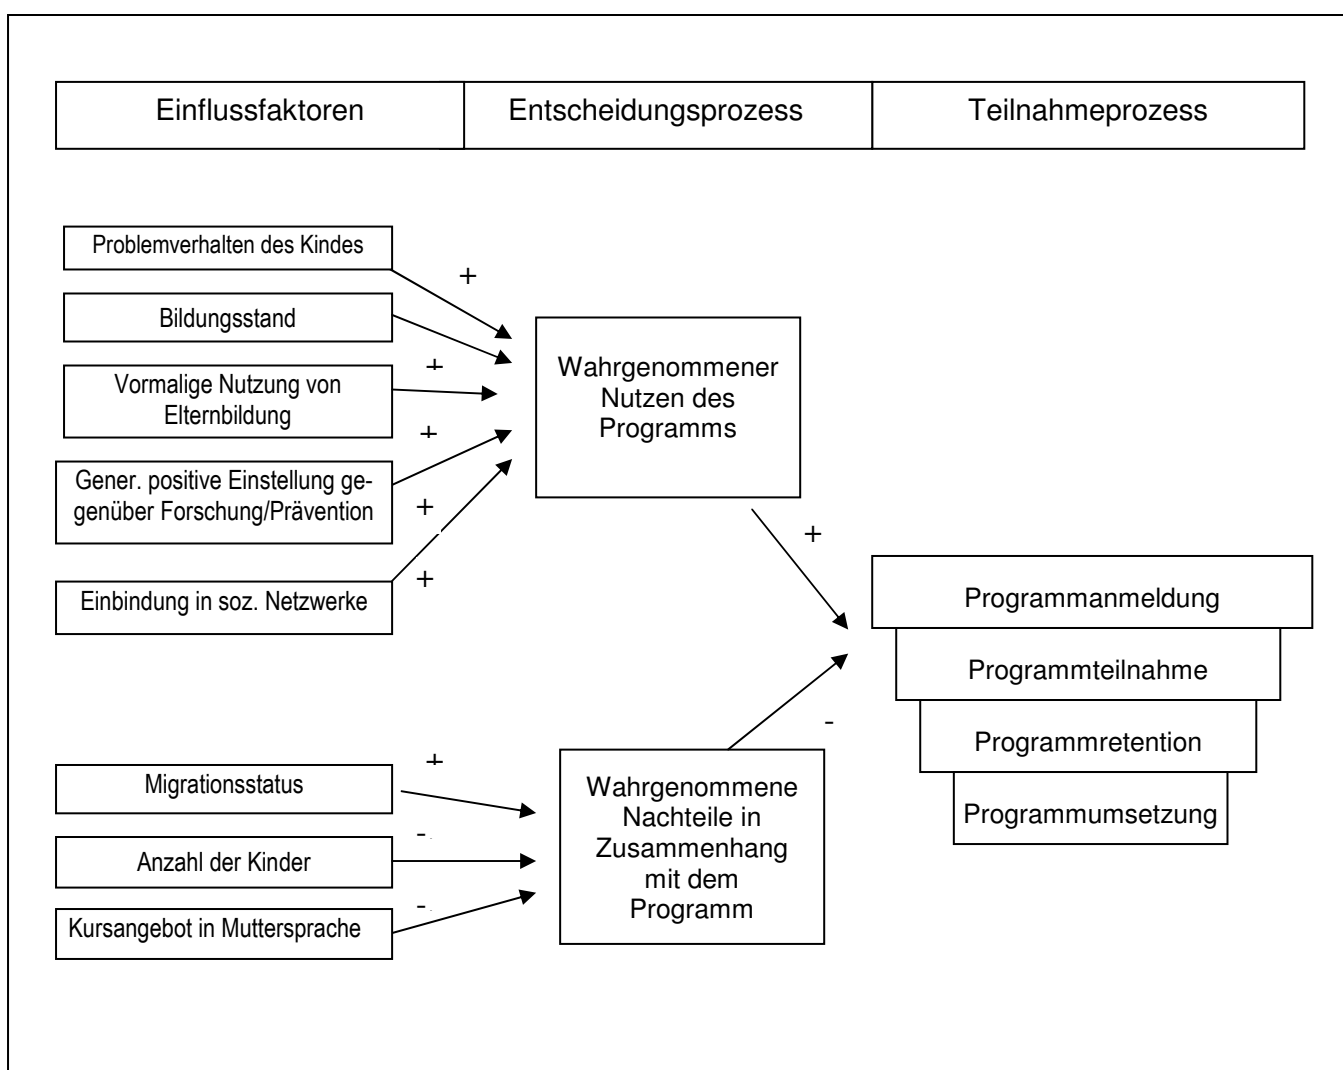 Einflussfaktoren
Entscheidungsprozess
Teilnahmeprozess
Problemverhalten des Kindes
+
Bildungsstand
+
Vormalige Nutzung von
Elternbildung
+
Gener. positive Einstellung ge-
genüber Forschung/Prävention
+
Einbindung in soz. Netzwerke
+
Wahrgenommener
Nutzen des
Programms
+
Migrationsstatus
+
Anzahl der Kinder
-
Kursangebot in Muttersprache
-
Wahrgenommene
Nachteile in
Zusammenhang
mit dem
Programm
-
Programmanmeldung
Programmteilnahme
Programmretention
Programmumsetzung